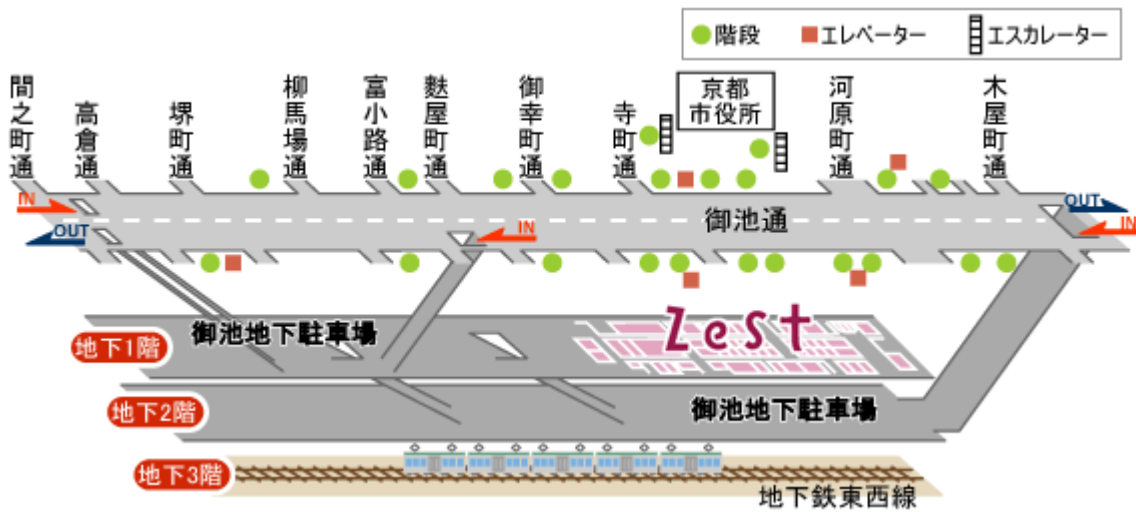 階段
エレベーター
エスカレーター
間之町通
高倉通
堺町通
柳馬場通
富小路通
麩屋町通
御幸町通
寺町通
京都
市役所
河原町通
木屋町通
IN
OUT
IN
御池通
OUT
IN
御池地下駐車場
Zest
地下1階
地下2階
御池地下駐車場
地下3階
地下鉄東西線